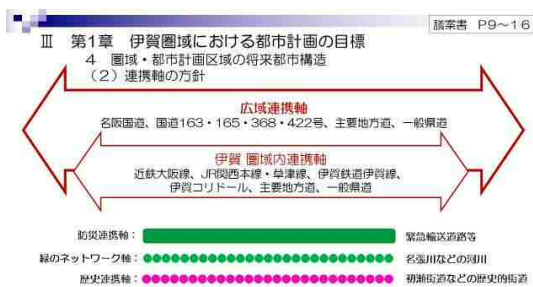 議案書 P9～16
Ⅲ 第1章 伊賀圏域における都市計画の目標
4 圏域・都市計画区域の将来都市構造
（2）連携軸の方針
広域連携軸
名阪国道、国道163・165・368・422号、主要地方道、一般県道
伊賀 圏域内連携軸
近鉄大阪線、JR関西本線・草津線、伊賀鉄道伊賀線、
伊賀コリドール、主要地方道、一般県道
防災連携軸： 緊急輸送道路等
緑のネットワーク軸： 名張川などの河川
歴史連携軸： 初瀬街道などの歴史的街道